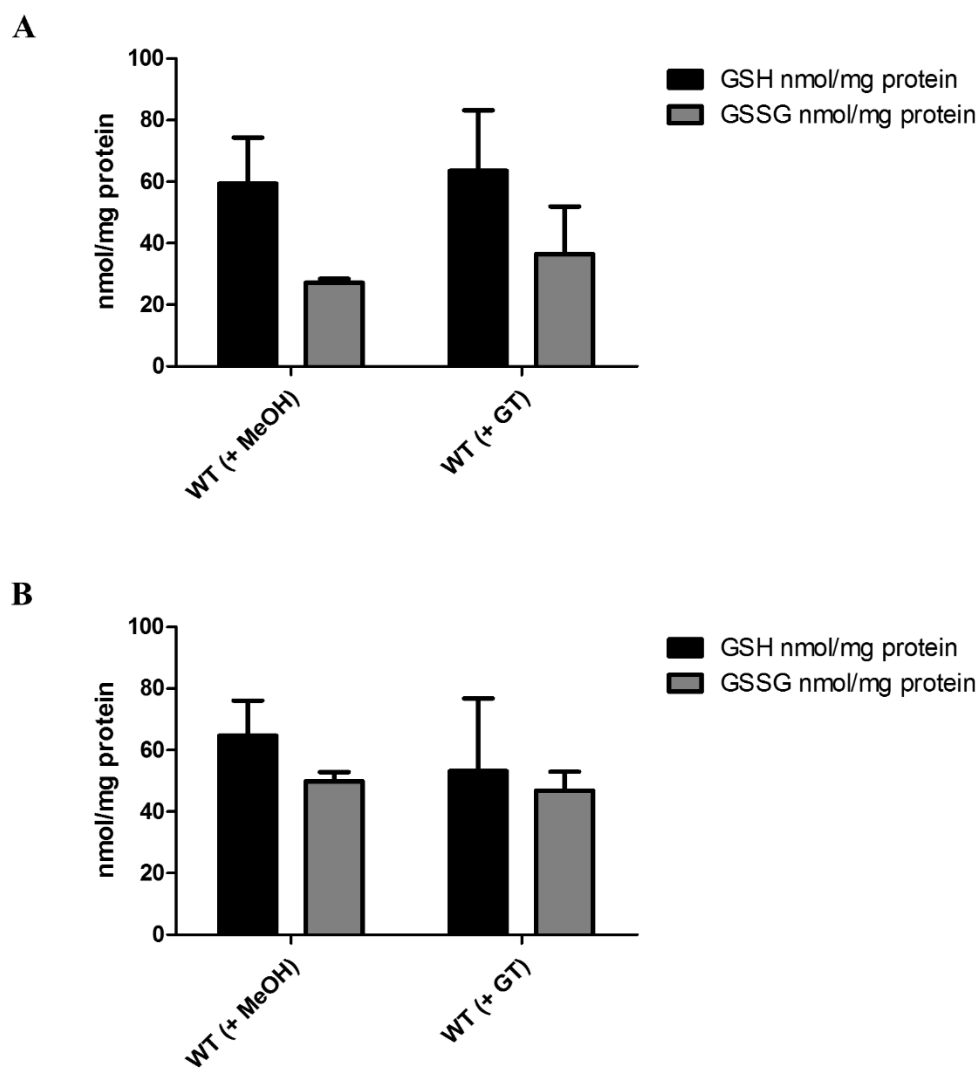 A
100
80
60
40
20
0
nmol/mg protein
GSH nmol/mg protein
GSSG nmol/mg protein
WT (+ MeOH)
WT (+ GT)
B
100
80
60
40
20
0
nmol/mg protein
GSH nmol/mg protein
GSSG nmol/mg protein
WT (+ MeOH)
WT (+ GT)